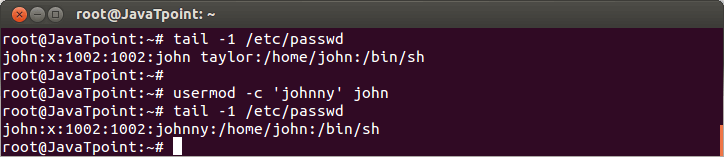 root@JavaTpoint: ~
root@JavaTpoint:~# tail -1 /etc/passwd
john:x:1002:1002:john taylor:/home/john:/bin/sh
root@JavaTpoint:~#
root@JavaTpoint:~# usermod -c 'johnny' john
root@JavaTpoint:~# tail -1 /etc/passwd
john:x:1002:1002:johnny:/home/john:/bin/sh
root@JavaTpoint:~#